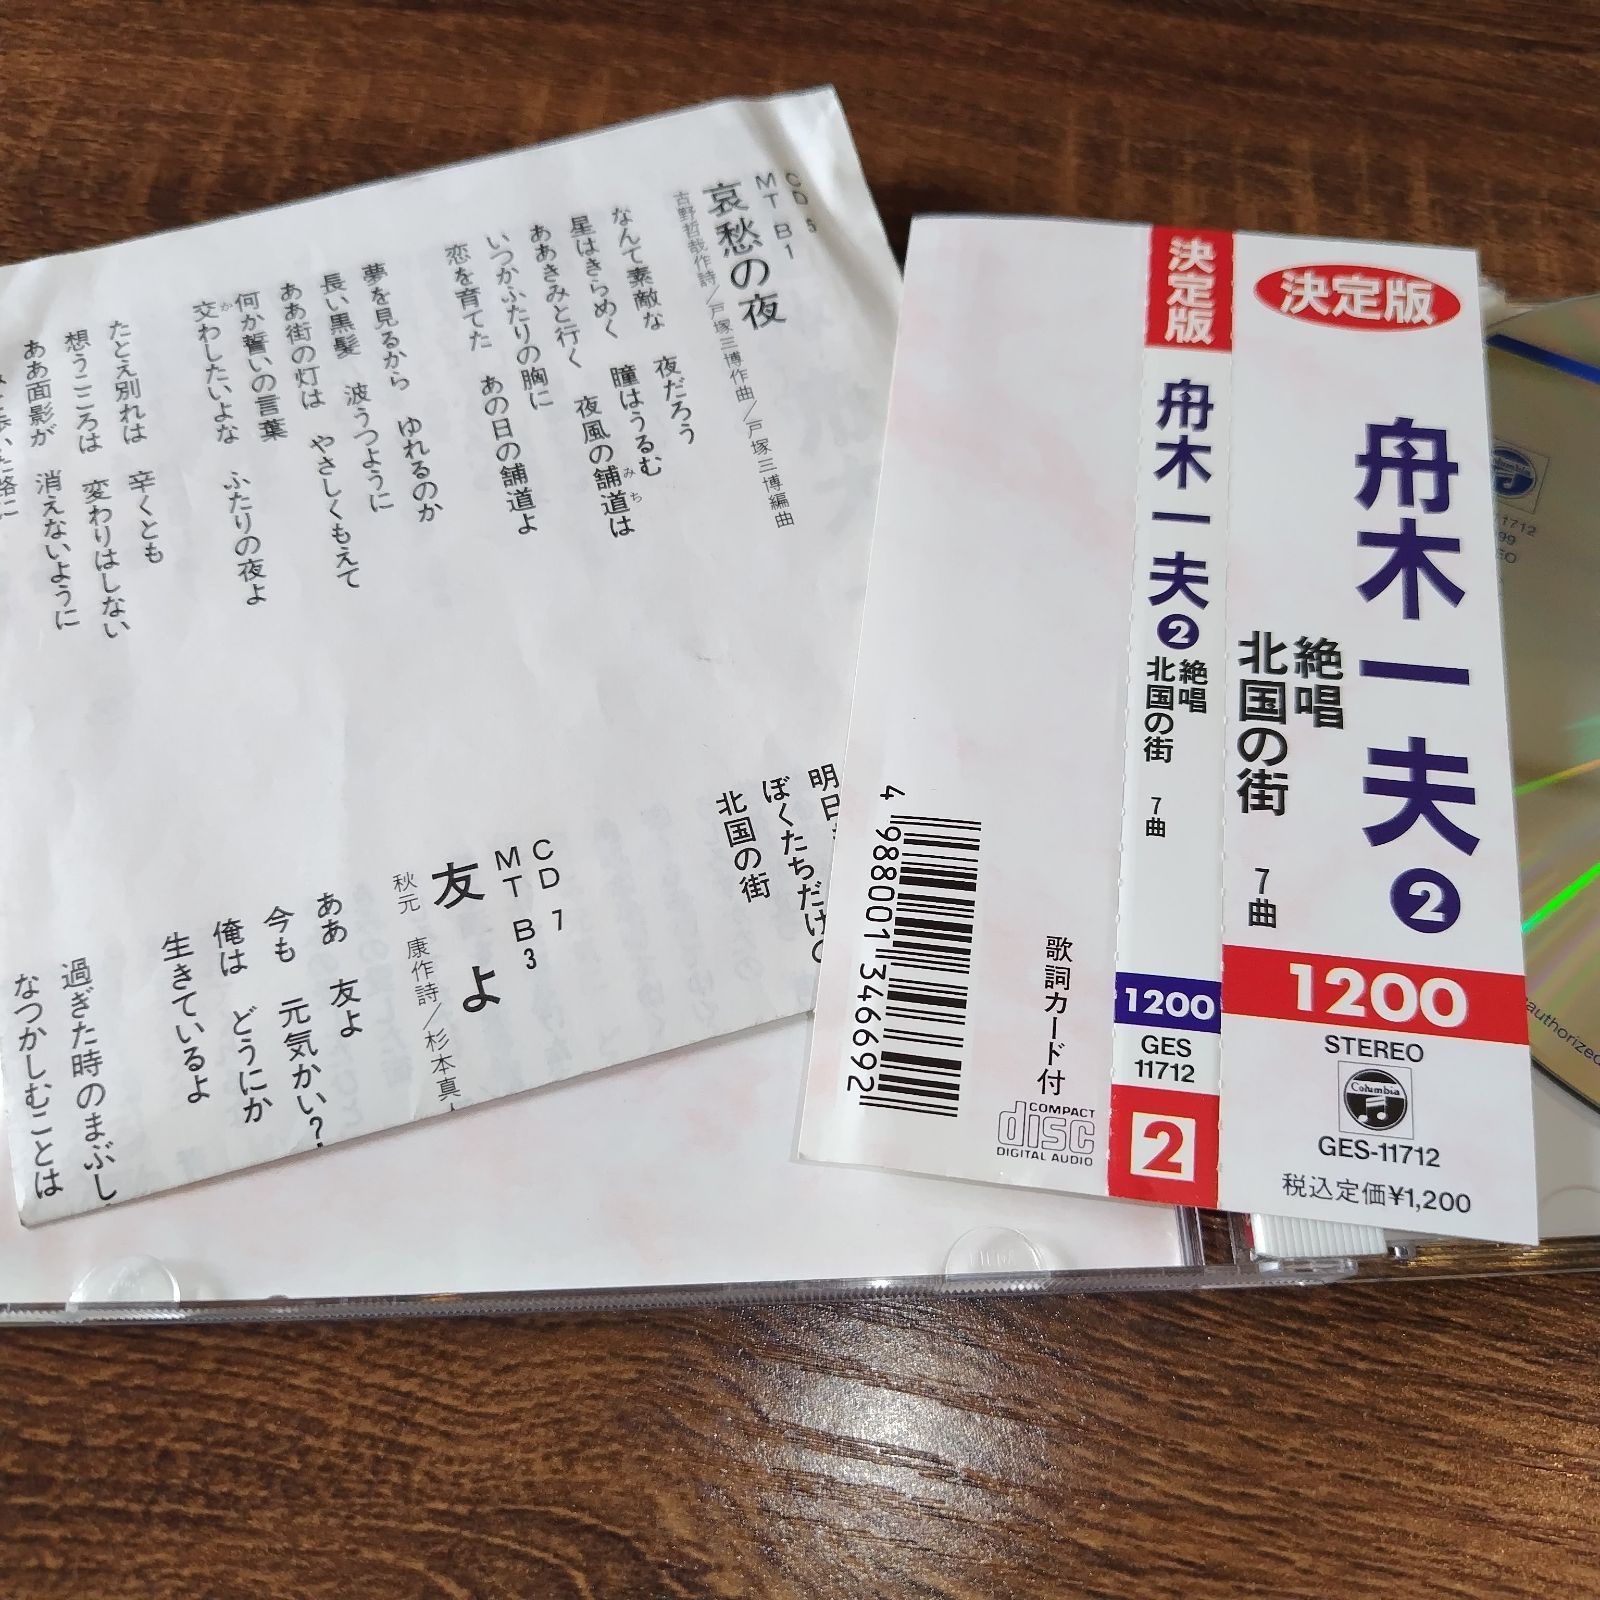 CD 6
MT B1
哀愁の夜
古野哲哉作詩/戸塚三博作曲/戸塚三博編曲
なんて素敵な 夜だろう
星はきらめく 瞳はうるむ
ああきみと行く 夜風の舗道は
みち
いつかふたりの胸に
恋を育てた あの日の舗道よ
夢を見るから ゆれるのか
長い黒髪 波うつように
ああ街の灯は やさしくもえて
何か誓いの言葉
交わしたいよな ふたりの夜よ
か
たとえ別れは 辛くとも
想うこころは 変わりはしない
ああ面影が 消えないように
明日
ぼくたちだけの
北国の街
CD 7
MT B3
友よ
秋元 康作詩/杉本真
ああ 友よ
今も 元気かい?
俺は どうにか
生きているよ
過ぎた時のまぶし
なつかしむことは
4 988001 346692
歌詞カード付
COMPACT
disc
DIGITAL AUDIO
決定版
舟木一夫 2
絶唱
北国の街
7曲
1200
GES
11712
2
決定版
舟木一夫 2
絶唱
北国の街
7曲
1200
STEREO
Columbia
GES-11712
税込定価¥1,200
authorized